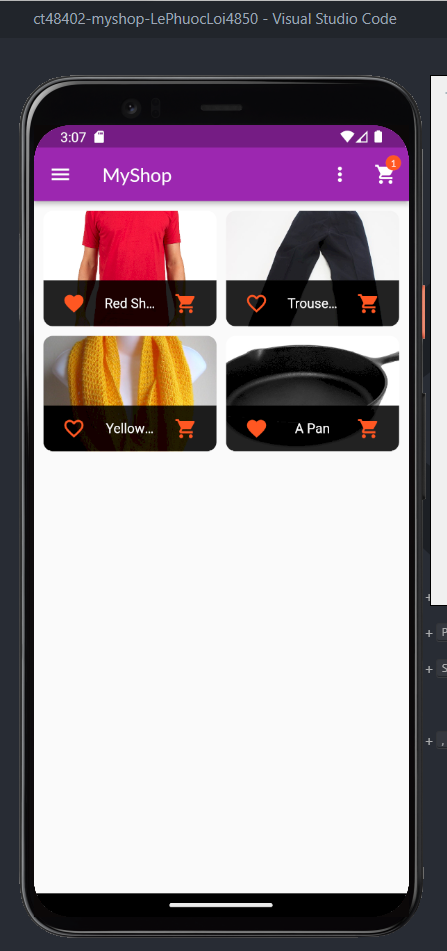 ct48402-myshop-LePhuocLoi4850 - Visual Studio Code
3:07
MyShop
1
Red Sh...
Trouse...
Yellow...
A Pan
+
+ P
+ S
+ ,